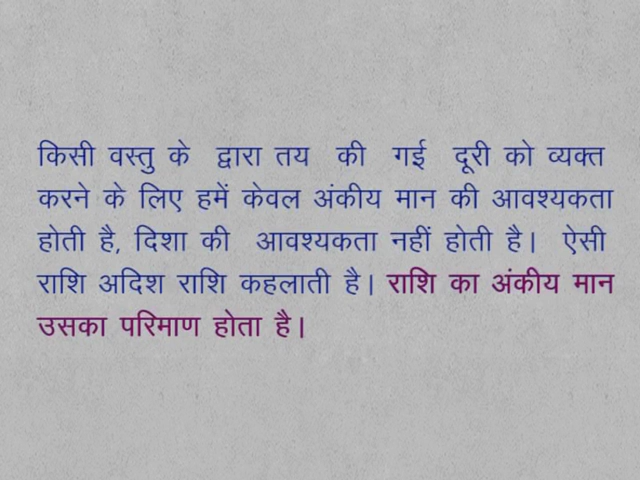 किसी वस्तु के द्वारा तय की गई दूरी को व्यक्त
करने के लिए हमें केवल अंकीय मान की आवश्यकता
होती है, दिशा की आवश्यकता नहीं होती है। ऐसी
राशि अदिश राशि कहलाती है। राशि का अंकीय मान
उसका परिमाण होता है।